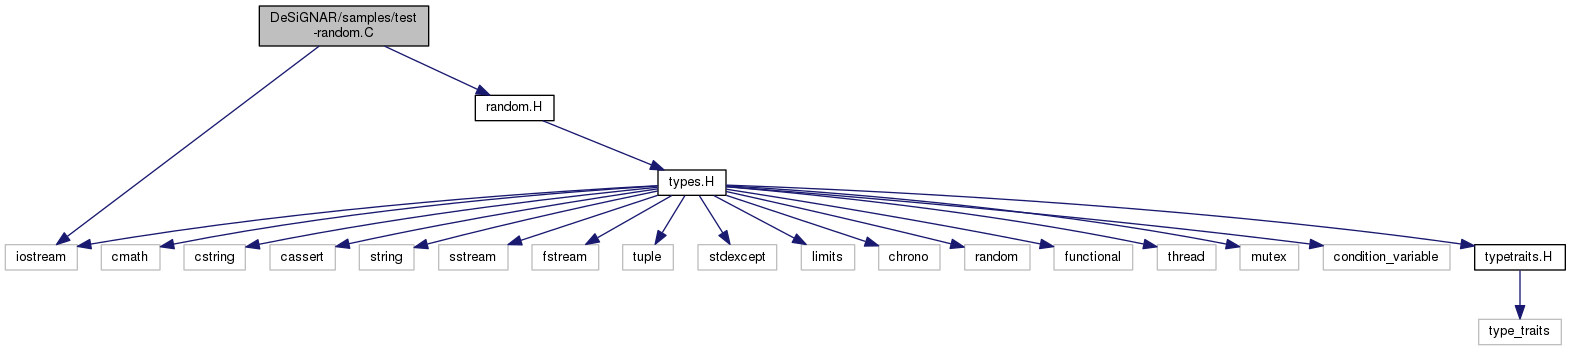 DeSiGNAR/samples/test
-random.C
random.H
types.H
iostream
cmath
cstring
cassert
string
sstream
fstream
tuple
stdexcept
limits
chrono
random
functional
thread
mutex
condition_variable
typetraits.H
type_traits